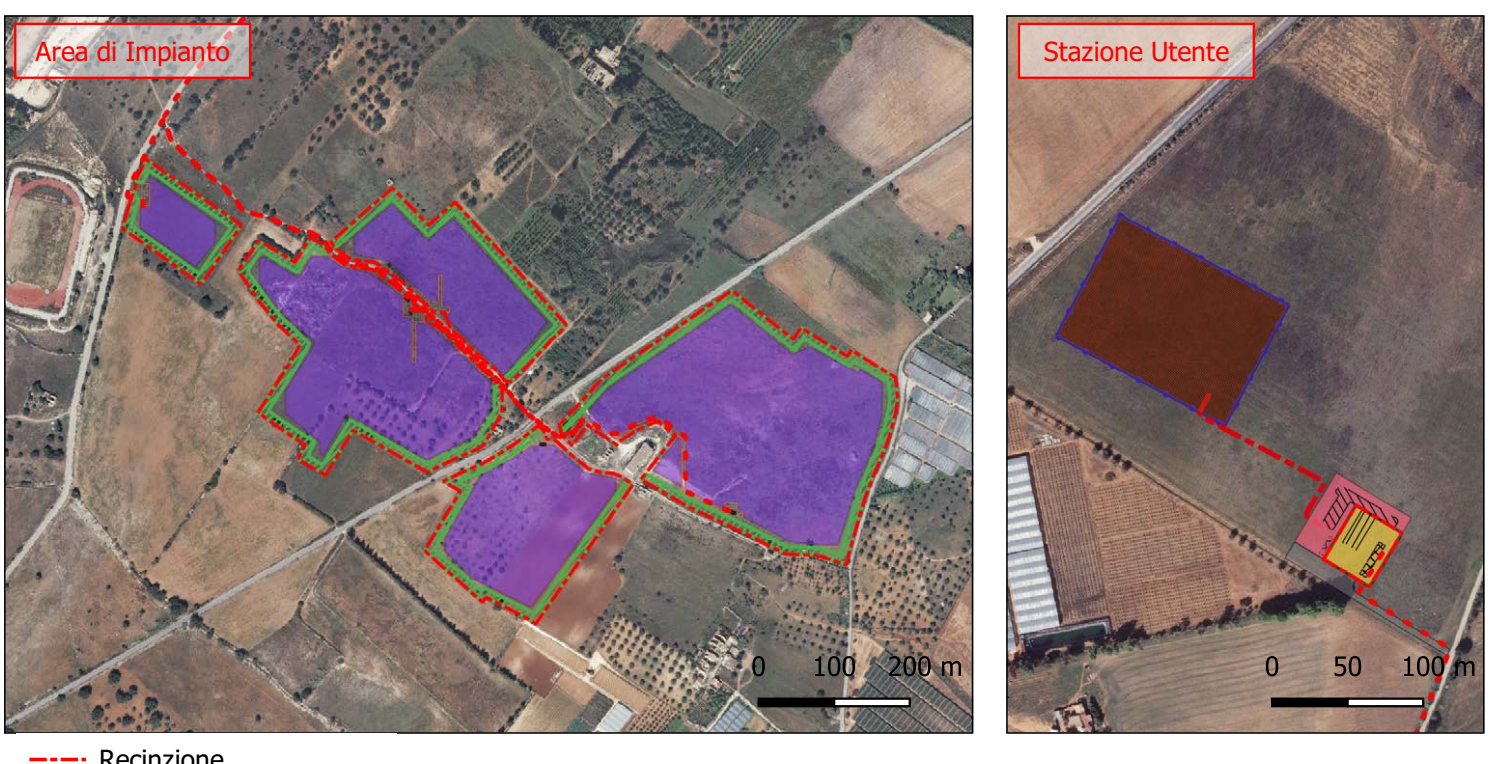 Area di Impianto
Stazione Utente
0 100 200 m
0 50 100 m
Recinzione